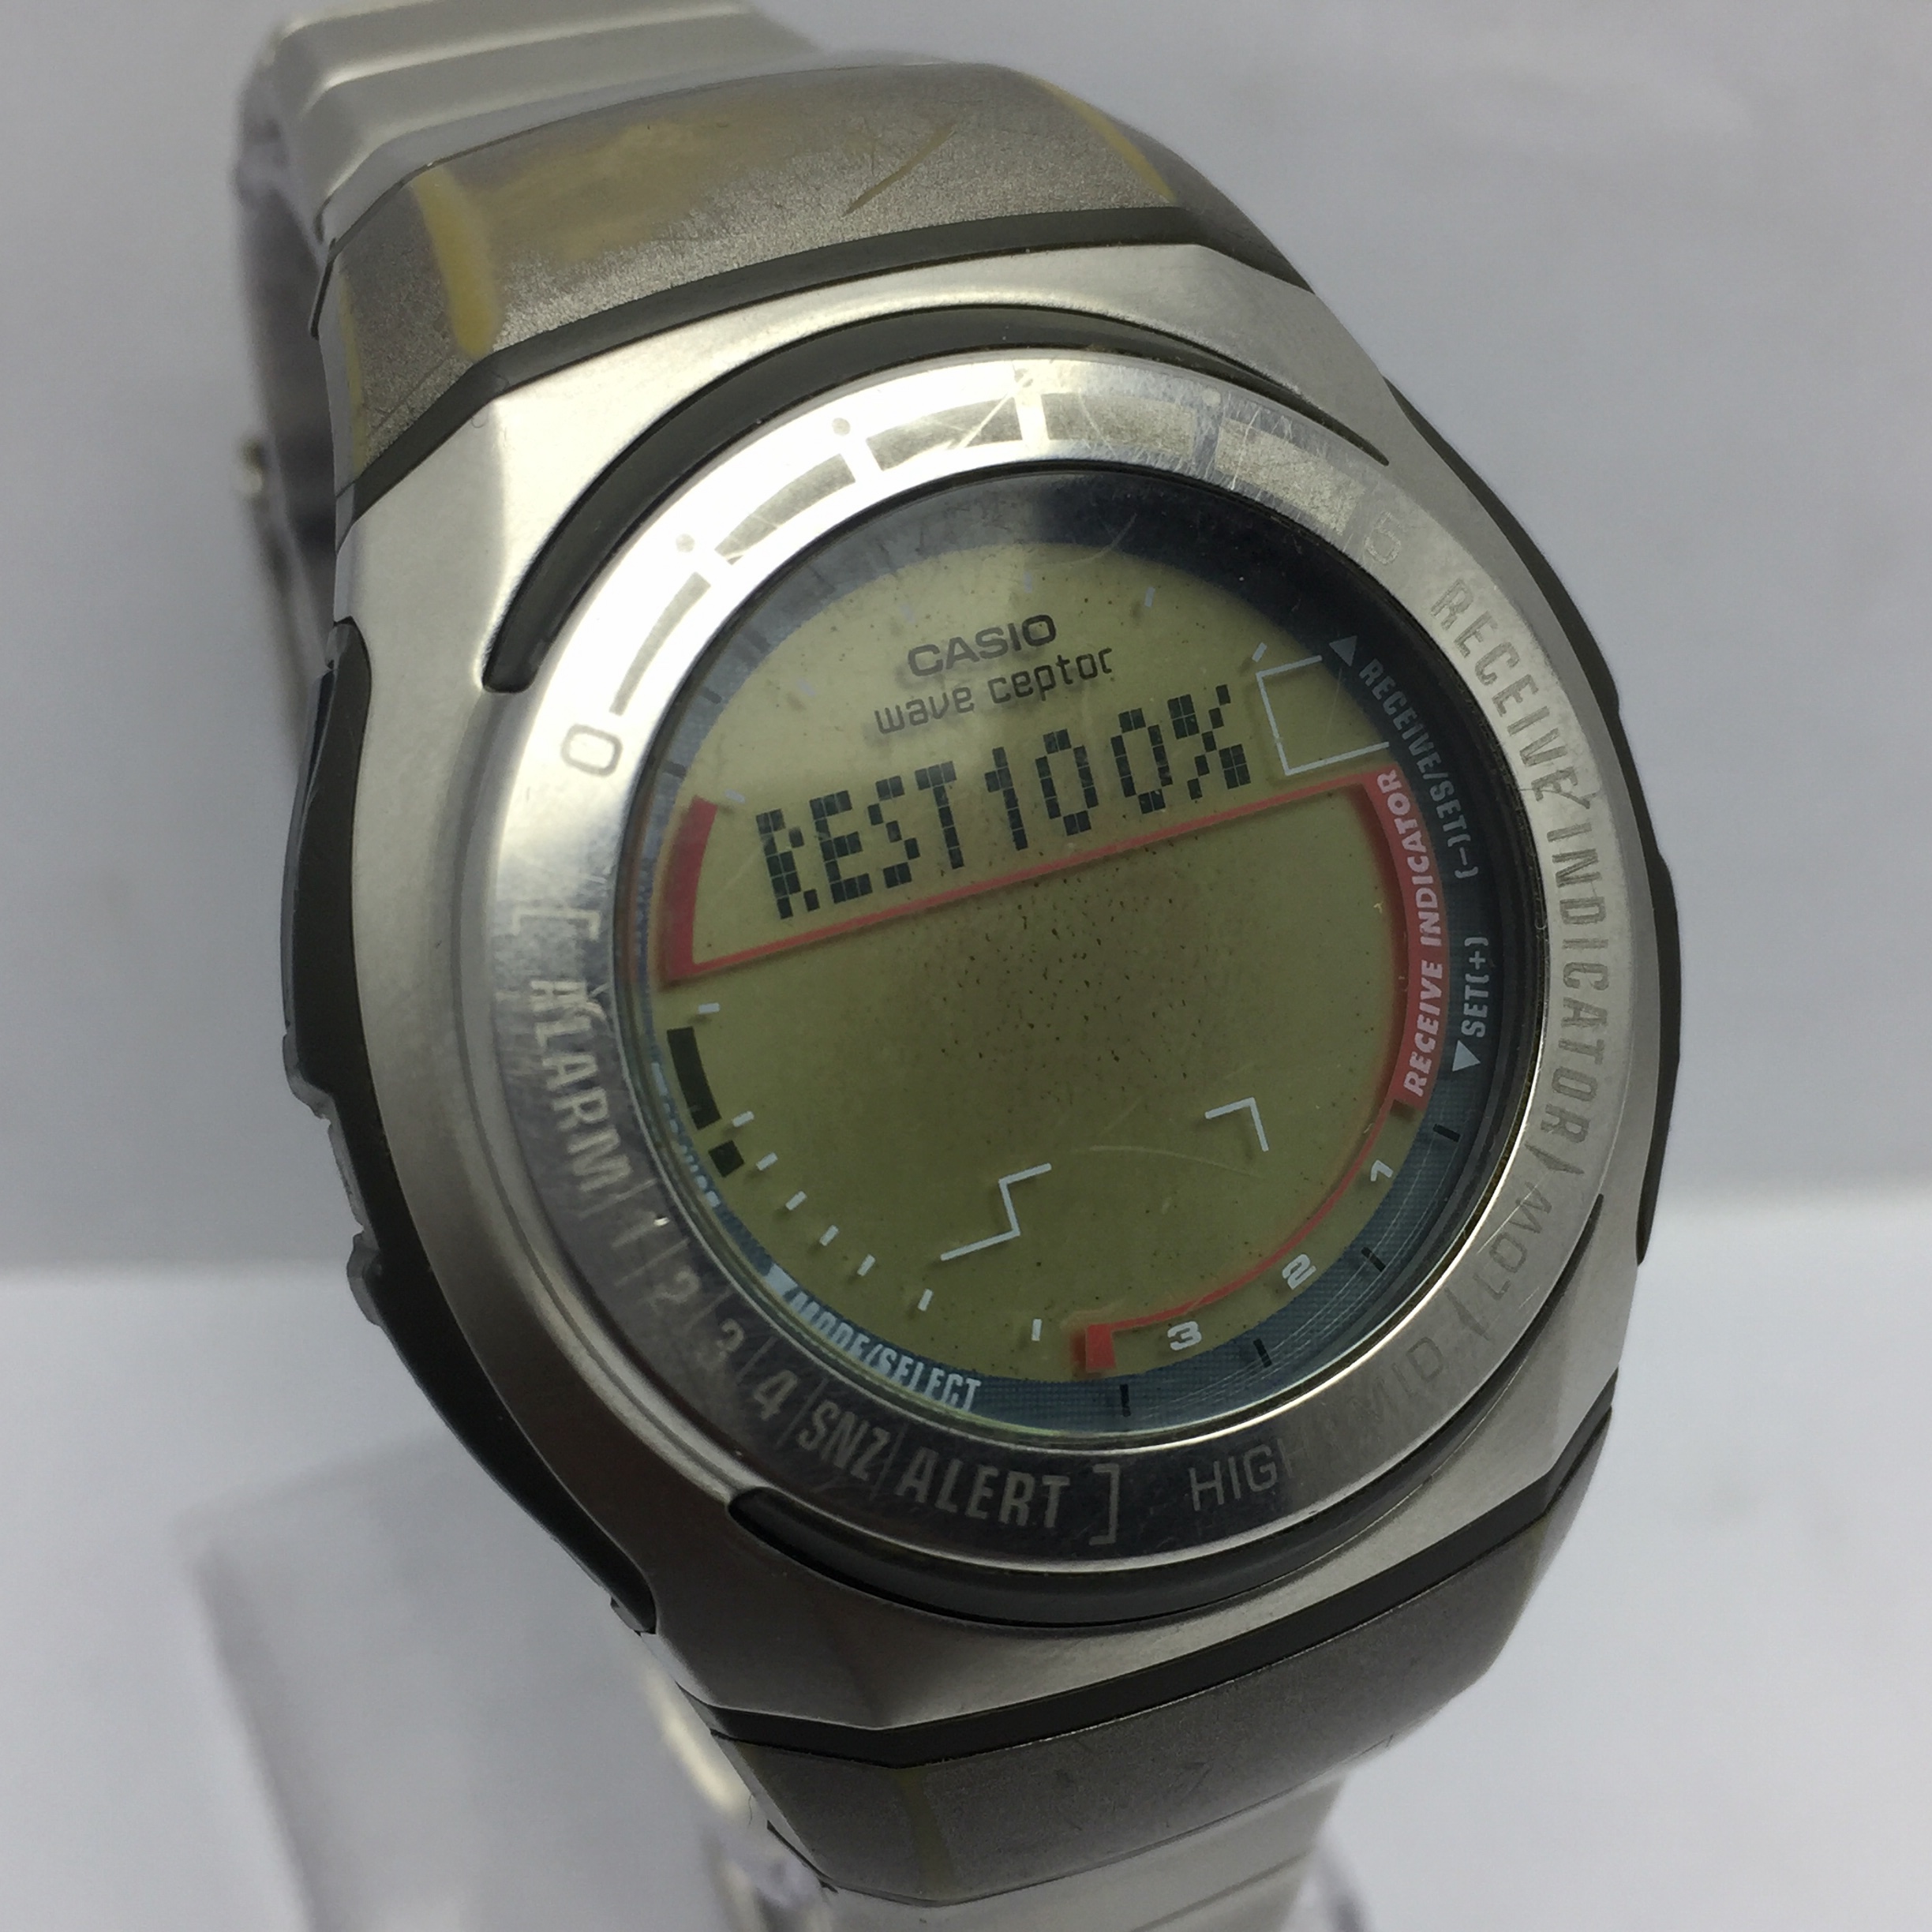 CASIO
wave ceptor
REST100%
RECEIVE/SET(-)
RECEIVE INDICATOR
SET(+)
1
2
3
MODE/SELECT
0
RECEIVE INDICATOR
LOW
MID
HIGH
[ALARM 1 2 3 4 SNZ ALERT]